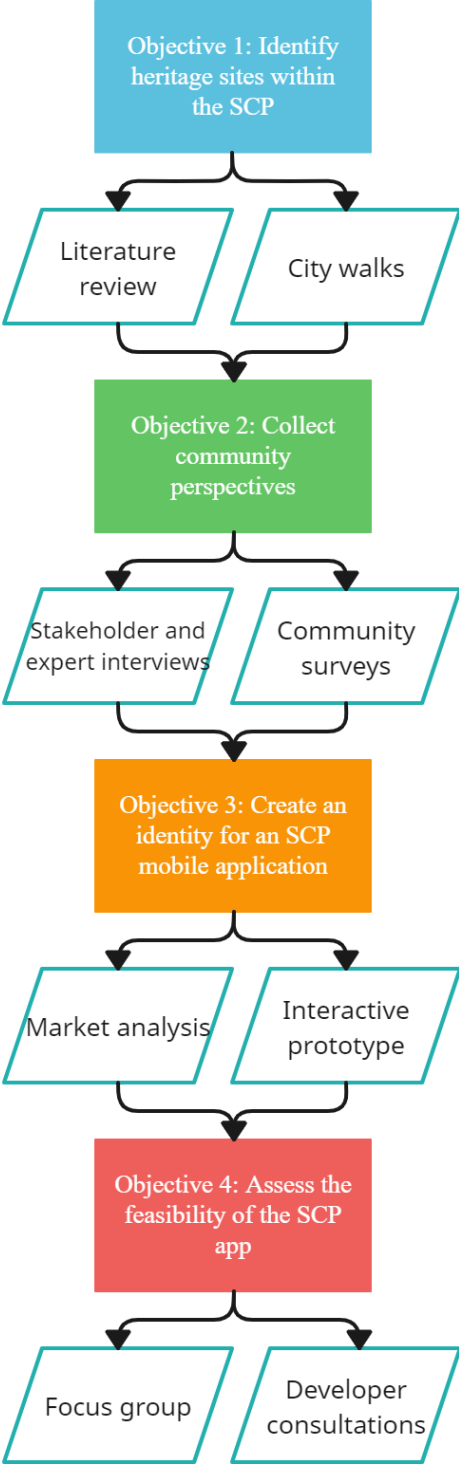 Objective 1: Identify
heritage sites within
the SCP
Literature
review
City walks
Objective 2: Collect
community
perspectives
Stakeholder and
expert interviews
Community
surveys
Objective 3: Create an
identity for an SCP
mobile application
Market analysis
Interactive
prototype
Objective 4: Assess the
feasibility of the SCP
app
Focus group
Developer
consultations